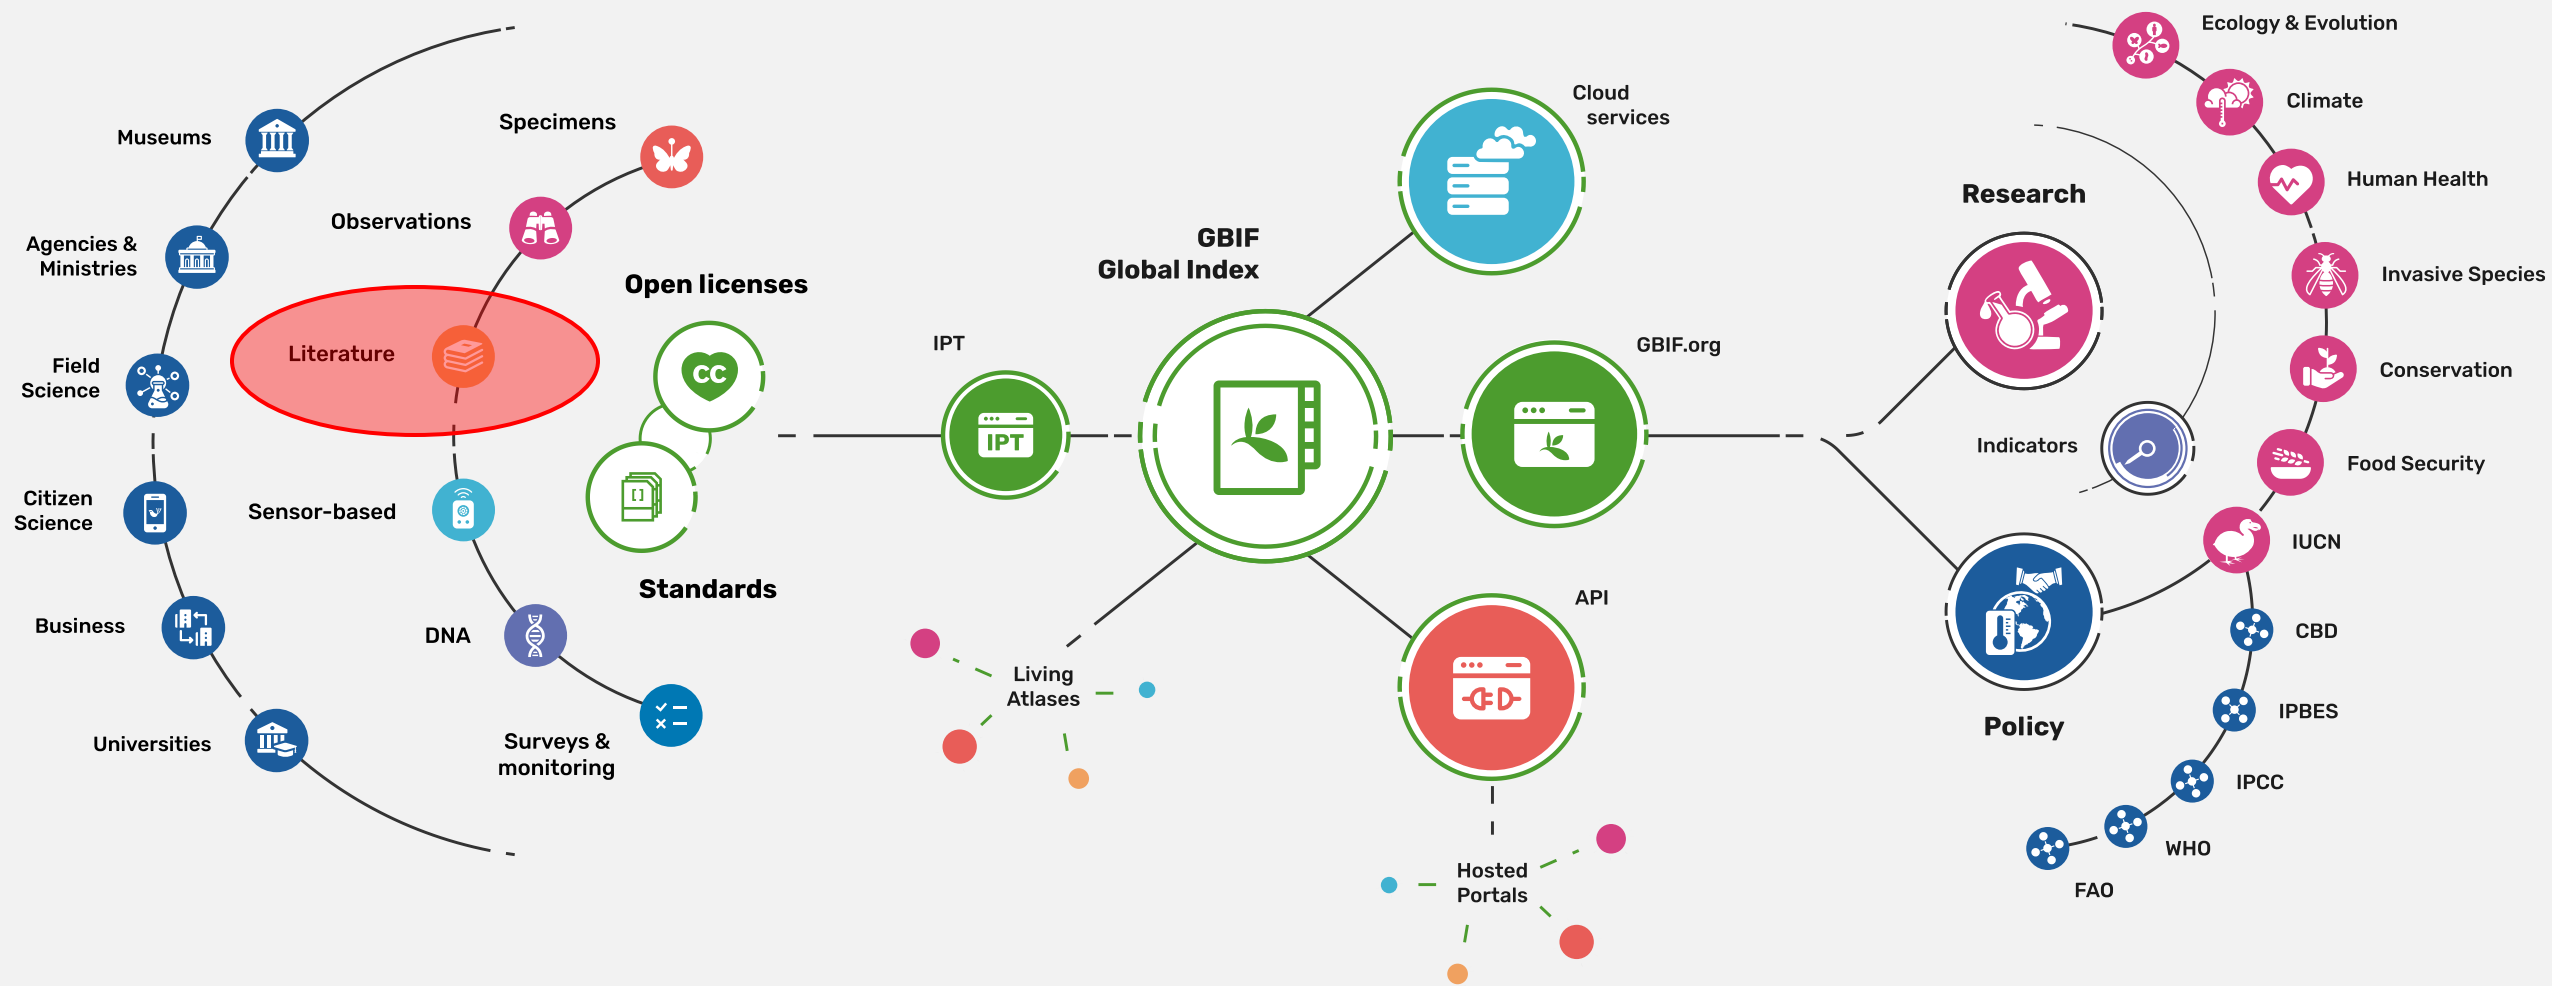 Museums
Agencies &
Ministries
Field
Science
Citizen
Science
Business
Universities
Specimens
Observations
Literature
Sensor-based
DNA
Surveys &
monitoring
Open licenses
CC
[ ]
Standards
IPT
IPT
GBIF
Global Index
Cloud
services
GBIF.org
API
Living
Atlases
Hosted
Portals
Research
Indicators
Policy
Ecology & Evolution
Climate
Human Health
Invasive Species
Conservation
Food Security
IUCN
CBD
IPBES
IPCC
WHO
FAO